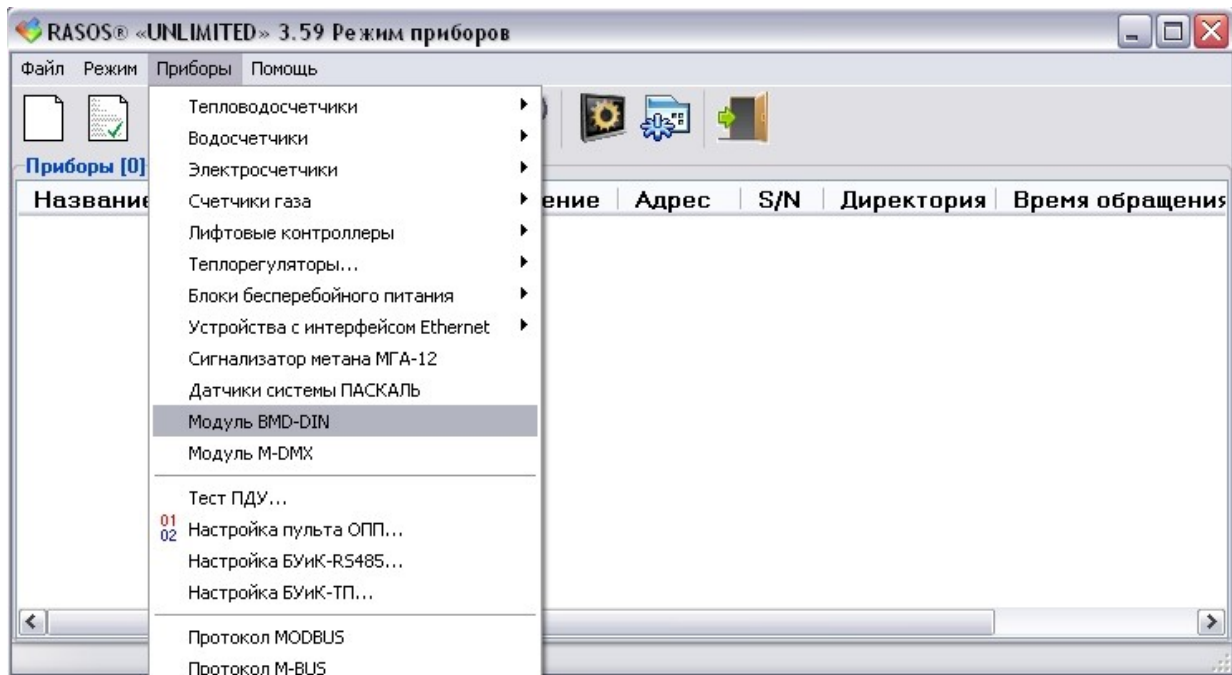 RASOS® «UNLIMITED» 3.59 Режим приборов
Файл Режим Приборы Помощь
Приборы [0]
Название
ение Адрес S/N Директория Время обращения
Тепловодосчетчики
Водосчетчики
Электросчетчики
Счетчики газа
Лифтовые контроллеры
Теплорегуляторы...
Блоки бесперебойного питания
Устройства с интерфейсом Ethernet
Сигнализатор метана МГА-12
Датчики системы ПАСКАЛЬ
Модуль BMD-DIN
Модуль M-DMX
Тест ПДУ...
01
02
Настройка пульта ОПП...
Настройка БУиК-RS485...
Настройка БУиК-ТП...
Протокол MODBUS
Протокол M-BUS